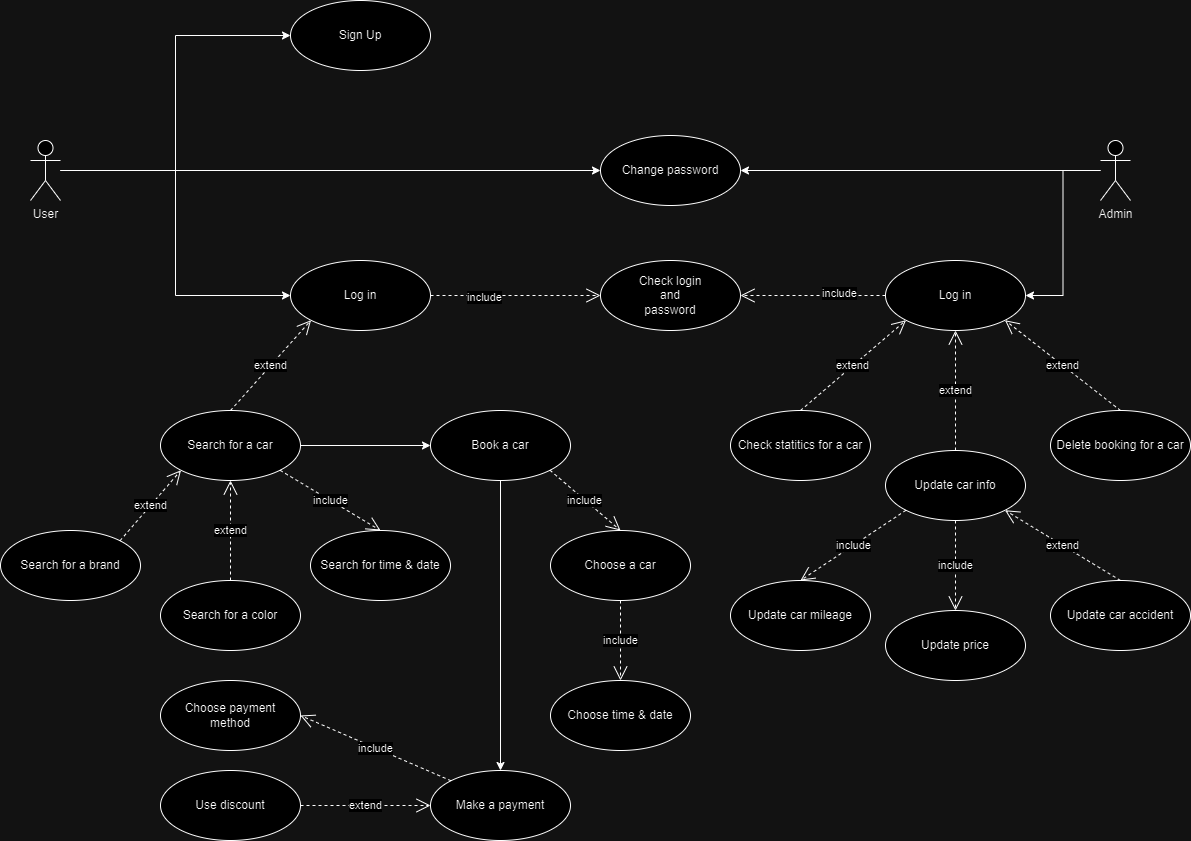 Sign Up
Change password
User
Admin
Log in
include
Check login
and
password
include
Log in
extend
extend
extend
extend
Search for a car
Book a car
Check statitics for a car
Delete booking for a car
Update car info
extend
extend
include
include
include
include
extend
Search for a brand
Search for time & date
Choose a car
Search for a color
Update car mileage
Update price
Update car accident
include
Choose payment
method
Choose time & date
include
Use discount
extend
Make a payment